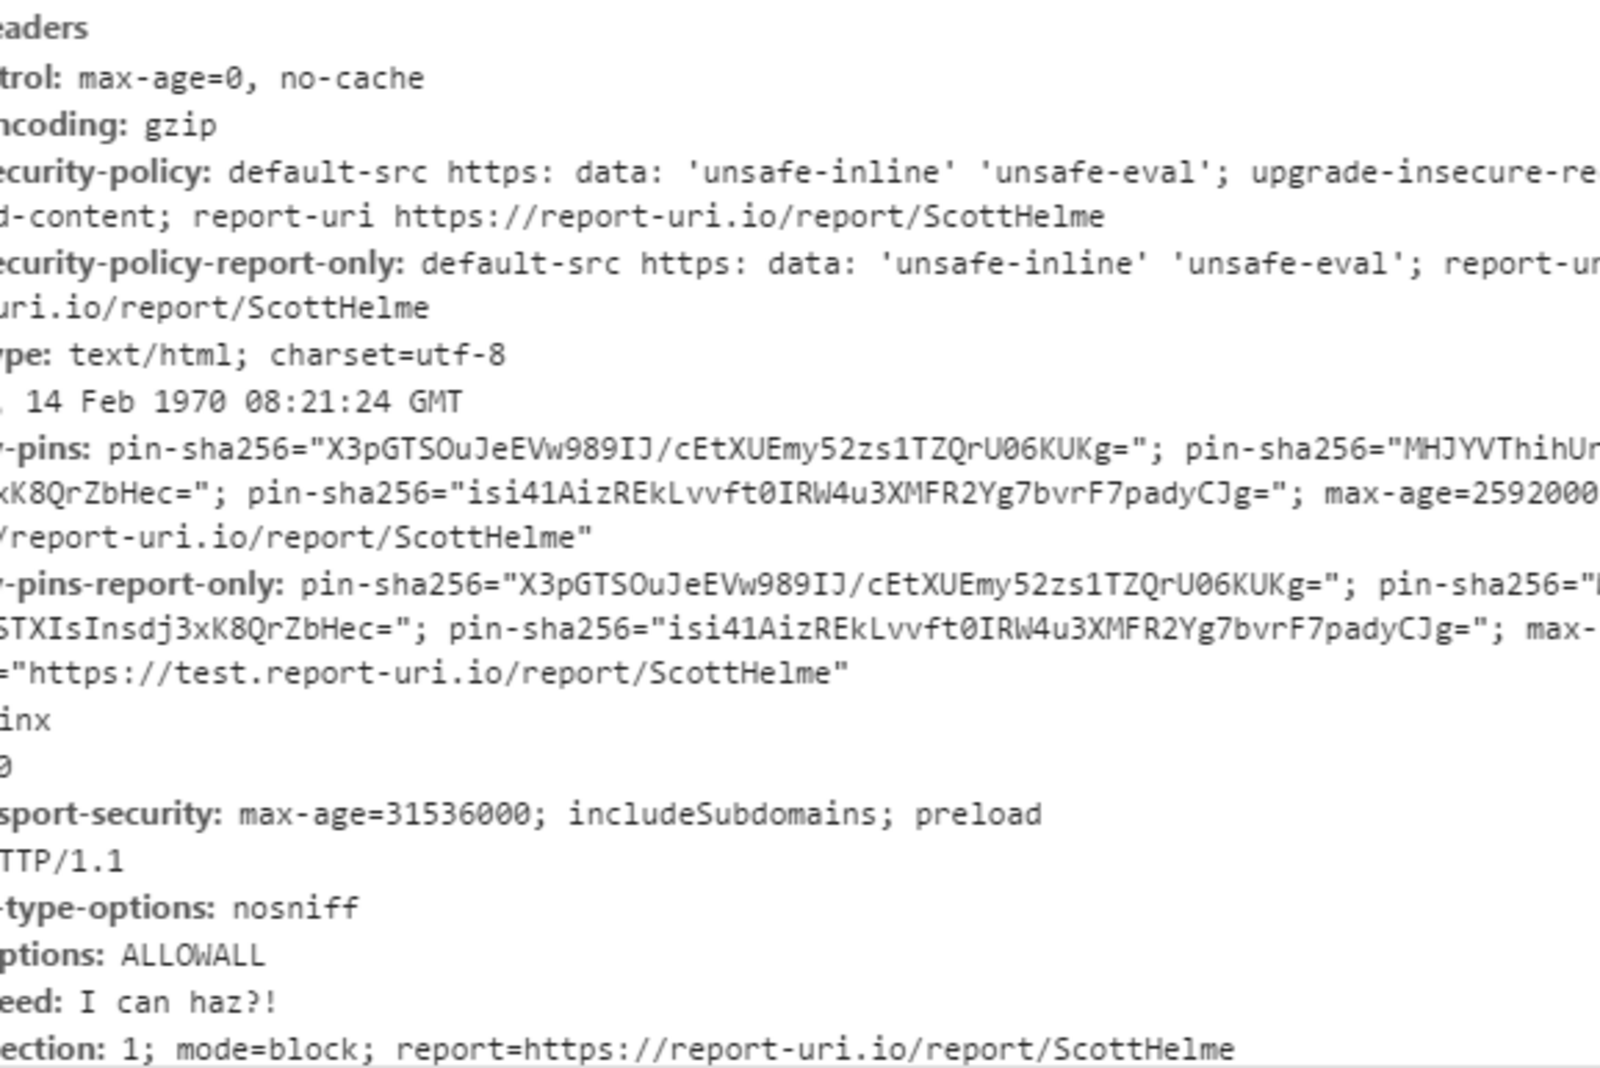 eaders
trol: max-age=0, no-cache
ncoding: gzip
ecurity-policy: default-src https: data: 'unsafe-inline' 'unsafe-eval'; upgrade-insecure-re
d-content; report-uri https://report-uri.io/report/ScottHelme
ecurity-policy-report-only: default-src https: data: 'unsafe-inline' 'unsafe-eval'; report-ur
uri.io/report/ScottHelme
ype: text/html; charset=utf-8
, 14 Feb 1970 08:21:24 GMT
y-pins: pin-sha256="X3pGTSOuJeEVw989IJ/cEtXUEmy52zs1TZQrU06KUKg="; pin-sha256="MHJYVThihUr
xK8QrZbHec="; pin-sha256="isi41AizREkLvvft0IRW4u3XMFR2Yg7bvrF7padyCJg="; max-age=2592000
/report-uri.io/report/ScottHelme"
y-pins-report-only: pin-sha256="X3pGTSOuJeEVw989IJ/cEtXUEmy52zs1TZQrU06KUKg="; pin-sha256="M
STXIsInsdj3xK8QrZbHec="; pin-sha256="isi41AizREkLvvft0IRW4u3XMFR2Yg7bvrF7padyCJg="; max-
="https://test.report-uri.io/report/ScottHelme"
inx
0
sport-security: max-age=31536000; includeSubdomains; preload
TTP/1.1
-type-options: nosniff
ptions: ALLOWALL
eed: I can haz?!
ection: 1; mode=block; report=https://report-uri.io/report/ScottHelme